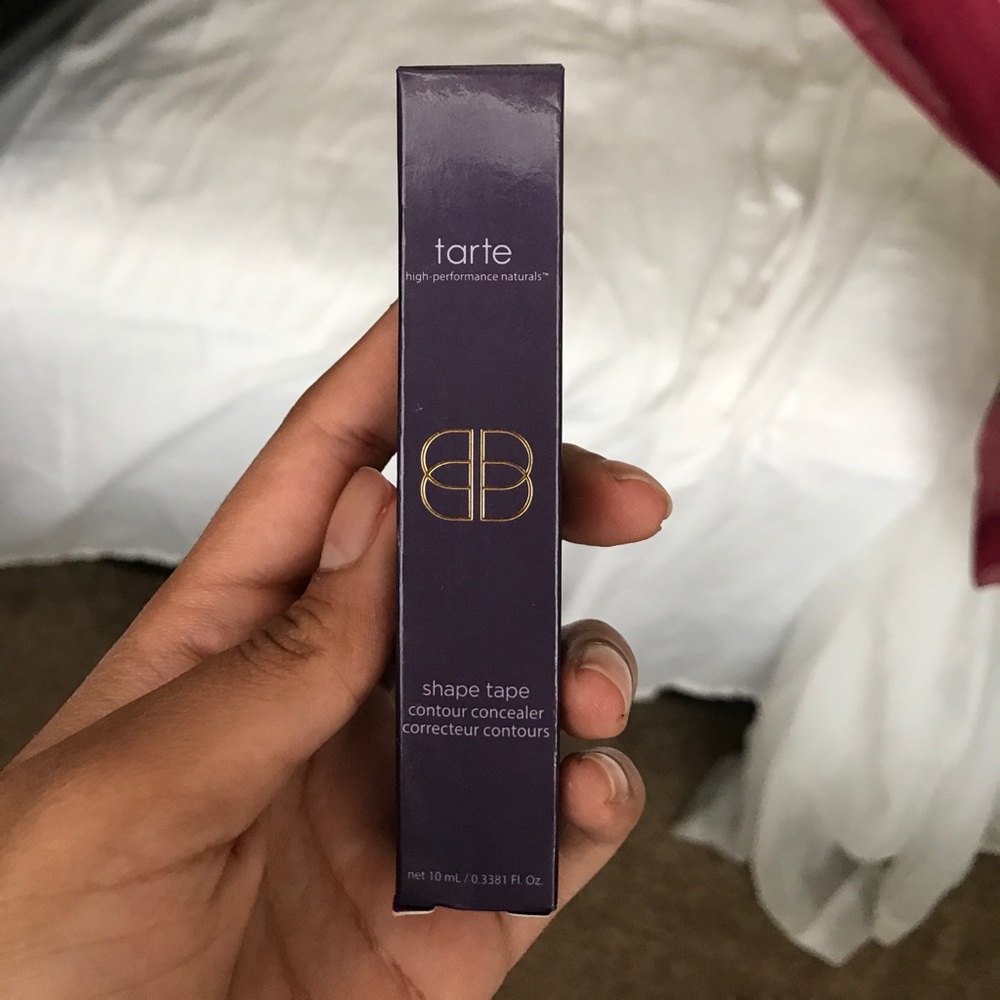 tarte
high-performance naturals™
shape tape
contour concealer
correcteur contours
net 10 mL / 0.3381 Fl. Oz.